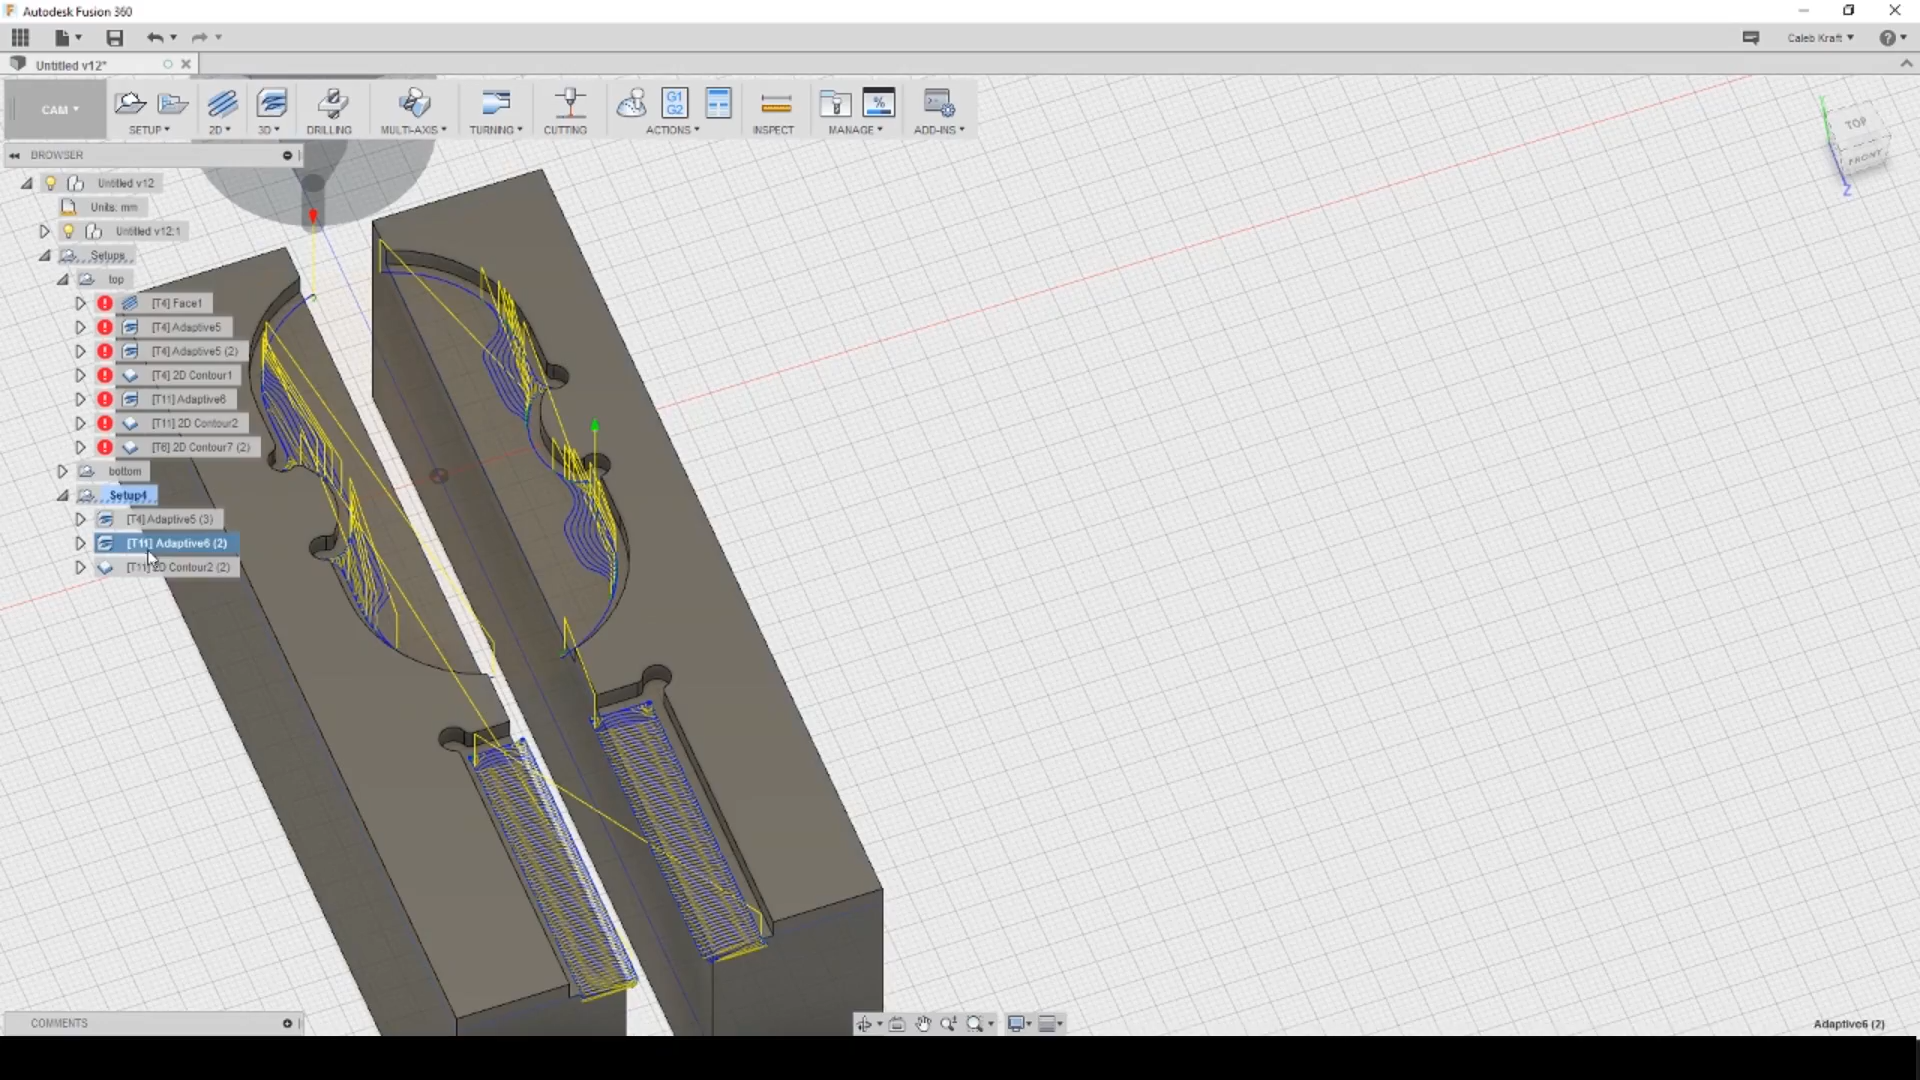 Autodesk Fusion 360
Caleb Kraft
Untitled v12*
CAM
G1
G2
%
SETUP
2D
3D
DRILLING
MULTI-AXIS
TURNING
CUTTING
ACTIONS
INSPECT
MANAGE
ADD-INS
BROWSER
Untitled v12
Units: mm
Untitled v12:1
Setups
top
[T4] Face1
[T4] Adaptive5
[T4] Adaptive5 (2)
[T4] 2D Contour1
[T11] Adaptive6
[T11] 2D Contour2
[T6] 2D Contour7 (2)
bottom
Setup4
[T4] Adaptive5 (3)
[T11] Adaptive6 (2)
[T11] 2D Contour2 (2)
Y
TOP
FRONT
Z
COMMENTS
Adaptive6 (2)